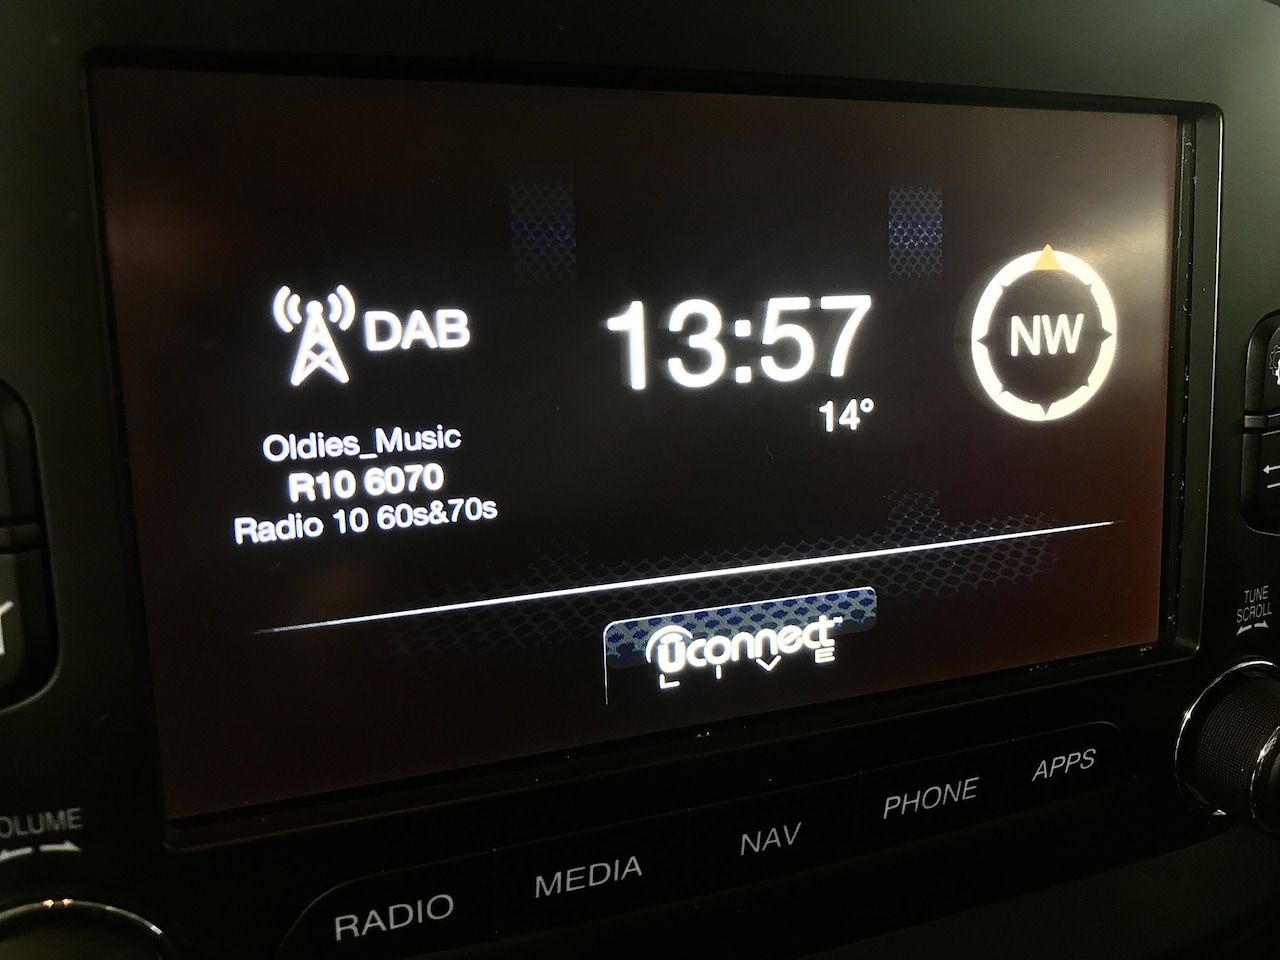 DAB
13:57
14°
NW
Oldies_Music
R10 6070
Radio 10 60s&70s
uconnect™
LIVE
TUNE
SCROLL
OLUME
RADIO
MEDIA
NAV
PHONE
APPS